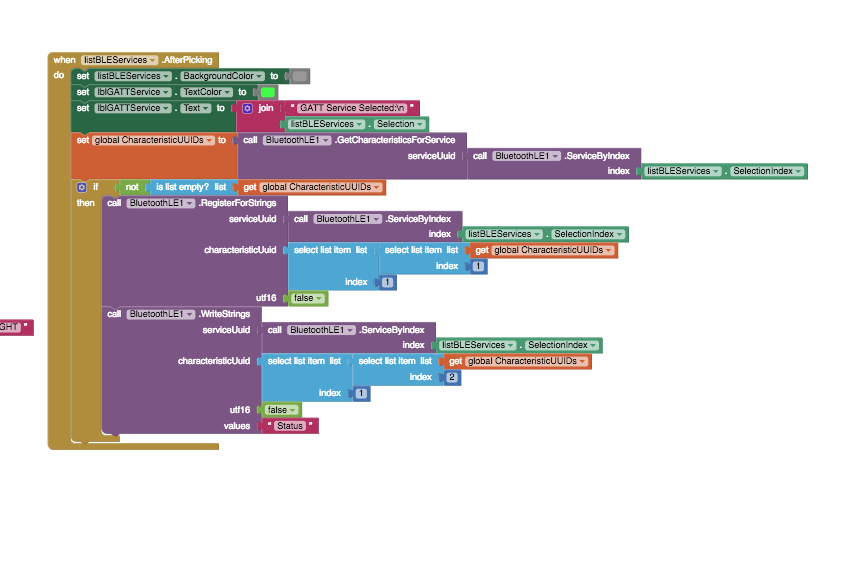 when listBLEServices .AfterPicking
do set listBLEServices . BackgroundColor to
set lblGATTService . TextColor to
set lblGATTService . Text to join " GATT Service Selected:\n "
listBLEServices . Selection
set global CharacteristicUUIDs to call BluetoothLE1 .GetCharacteristicsForService
serviceUuid call BluetoothLE1 .ServiceByIndex
index listBLEServices . SelectionIndex
if not is list empty? list get global CharacteristicUUIDs
then call BluetoothLE1 .RegisterForStrings
serviceUuid call BluetoothLE1 .ServiceByIndex
index listBLEServices . SelectionIndex
characteristicUuid select list item list select list item list get global CharacteristicUUIDs
index 1
index 1
utf16 false
call BluetoothLE1 .WriteStrings
GHT "
serviceUuid call BluetoothLE1 .ServiceByIndex
index listBLEServices . SelectionIndex
characteristicUuid select list item list select list item list get global CharacteristicUUIDs
index 2
index 1
utf16 false
values " Status "